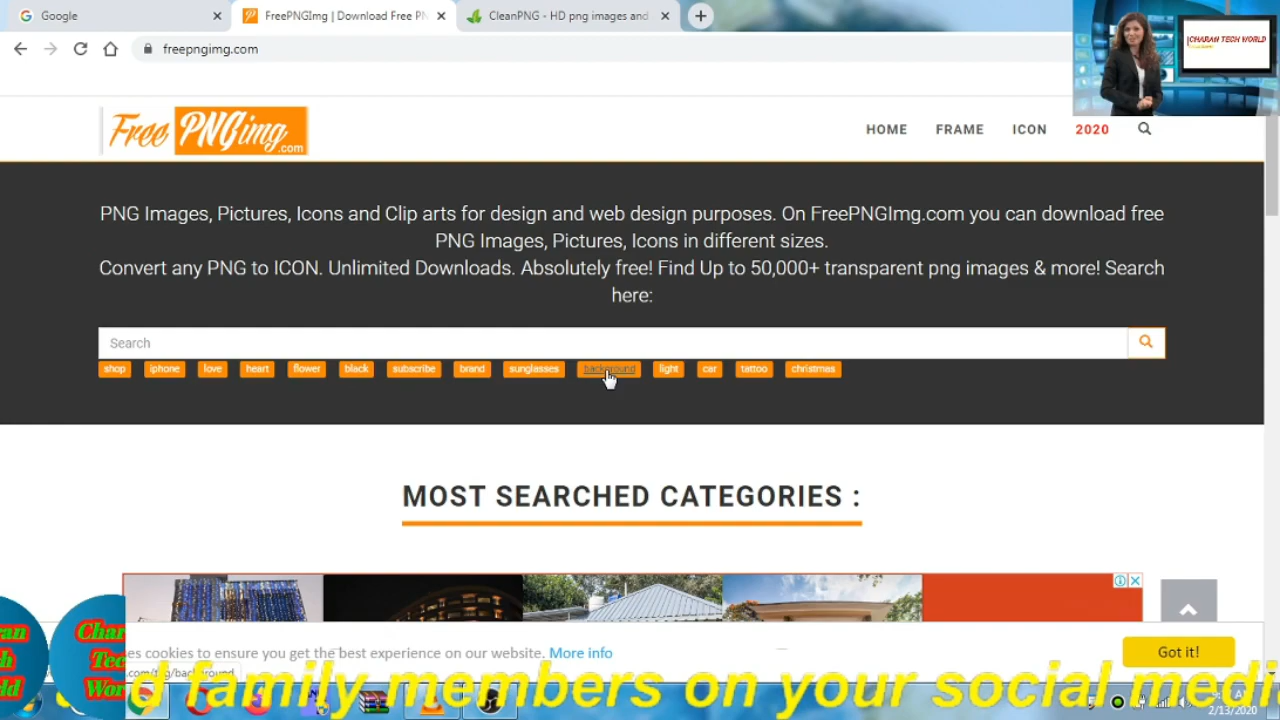 Google
FreePNGImg | Download Free PN
CleanPNG - HD png images and
freepngimg.com
CHARAN TECH WORLD
Free PNGimg .com
HOME FRAME ICON 2020
PNG Images, Pictures, Icons and Clip arts for design and web design purposes. On FreePNGImg.com you can download free
PNG Images, Pictures, Icons in different sizes.
Convert any PNG to ICON. Unlimited Downloads. Absolutely free! Find Up to 50,000+ transparent png images & more! Search
here:
Search
shop iphone love heart flower black subscribe brand sunglasses background light car tattoo christmas
MOST SEARCHED CATEGORIES :
es cookies to ensure you get the best experience on our website. More info
Got it!
Char
Tec
Wor
family members on your social medi
2/13/2020